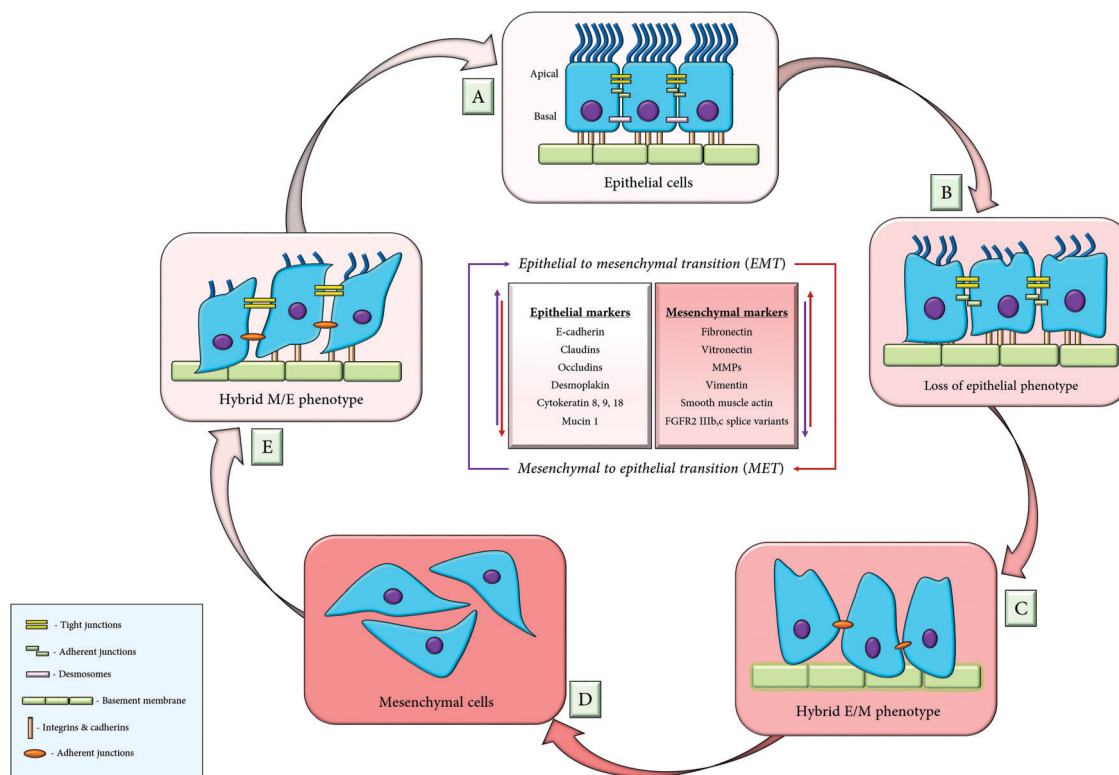 A
Apical
Basal
Epithelial cells
B
Loss of epithelial phenotype
C
Hybrid E/M phenotype
D
Mesenchymal cells
E
Hybrid M/E phenotype
Epithelial to mesenchymal transition (EMT)
Epithelial markers
E-cadherin
Claudins
Occludins
Desmoplakin
Cytokeratin 8, 9, 18
Mucin 1
Mesenchymal markers
Fibronectin
Vitronectin
MMPs
Vimentin
Smooth muscle actin
FGFR2 IIIb,c splice variants
Mesenchymal to epithelial transition (MET)
- Tight junctions
- Adherent junctions
- Desmosomes
- Basement membrane
- Integrins & cadherins
- Adherent junctions